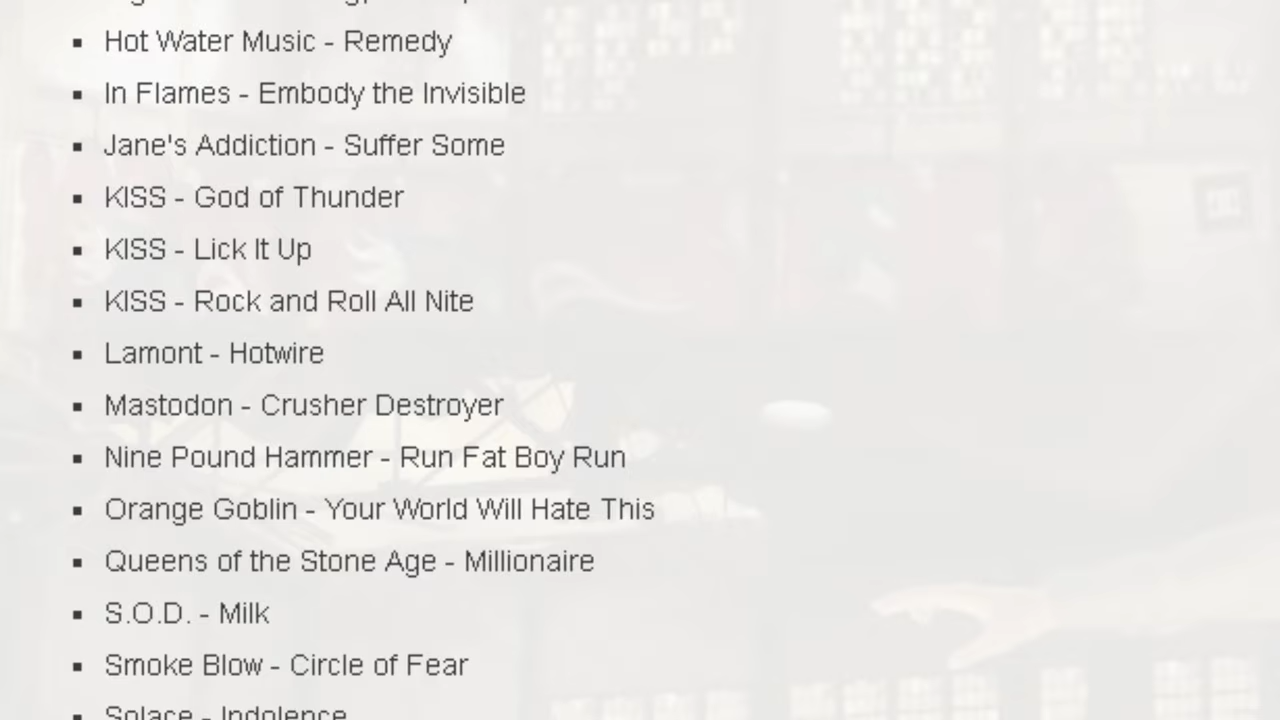 ▪ Hot Water Music - Remedy
▪ In Flames - Embody the Invisible
▪ Jane's Addiction - Suffer Some
▪ KISS - God of Thunder
▪ KISS - Lick It Up
▪ KISS - Rock and Roll All Nite
▪ Lamont - Hotwire
▪ Mastodon - Crusher Destroyer
▪ Nine Pound Hammer - Run Fat Boy Run
▪ Orange Goblin - Your World Will Hate This
▪ Queens of the Stone Age - Millionaire
▪ S.O.D. - Milk
▪ Smoke Blow - Circle of Fear
▪ Solace - Indolence